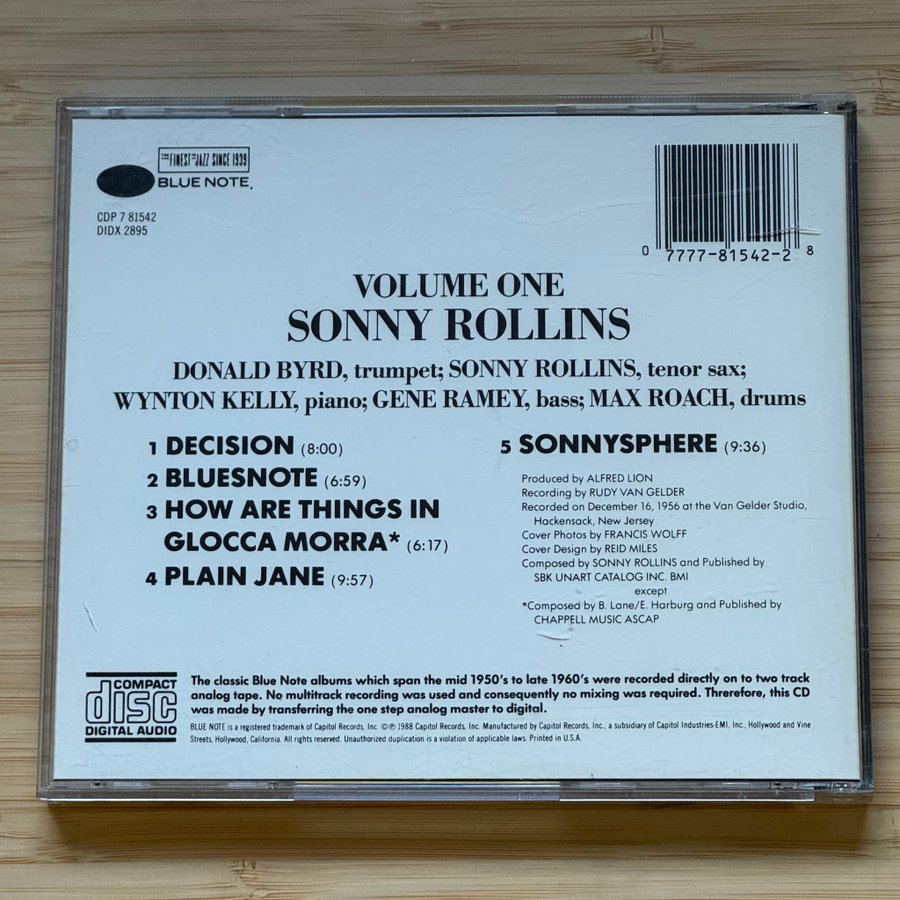 THE FINEST IN JAZZ SINCE 1939
BLUE NOTE.
CDP 7 81542
DIDX 2895
0 7777-81542-2 8
VOLUME ONE
SONNY ROLLINS
DONALD BYRD, trumpet; SONNY ROLLINS, tenor sax;
WYNTON KELLY, piano; GENE RAMEY, bass; MAX ROACH, drums
1 DECISION (8:00)
2 BLUESNOTE (6:59)
3 HOW ARE THINGS IN
GLOCCA MORRA* (6:17)
4 PLAIN JANE (9:57)
5 SONNYSPHERE (9:36)
Produced by ALFRED LION
Recording by RUDY VAN GELDER
Recorded on December 16, 1956 at the Van Gelder Studio,
Hackensack, New Jersey
Cover Photos by FRANCIS WOLFF
Cover Design by REID MILES
Composed by SONNY ROLLINS and Published by
SBK UNART CATALOG INC. BMI
except
*Composed by B. Lane/E. Harburg and Published by
CHAPPELL MUSIC ASCAP
COMPACT
disc
DIGITAL AUDIO
The classic Blue Note albums which span the mid 1950's to late 1960's were recorded directly on to two track
analog tape. No multitrack recording was used and consequently no mixing was required. Threrefore, this CD
was made by transferring the one step analog master to digital.
BLUE NOTE is a registered trademark of Capitol Records, Inc. ©℗ 1988 Capitol Records, Inc. Manufactured by Capitol Records, Inc., a subsidiary of Capitol Industries-EMI, Inc., Hollywood and Vine
Streets, Hollywood, California. All rights reserved. Unauthorized duplication is a violation of applicable laws. Printed in U.S.A.